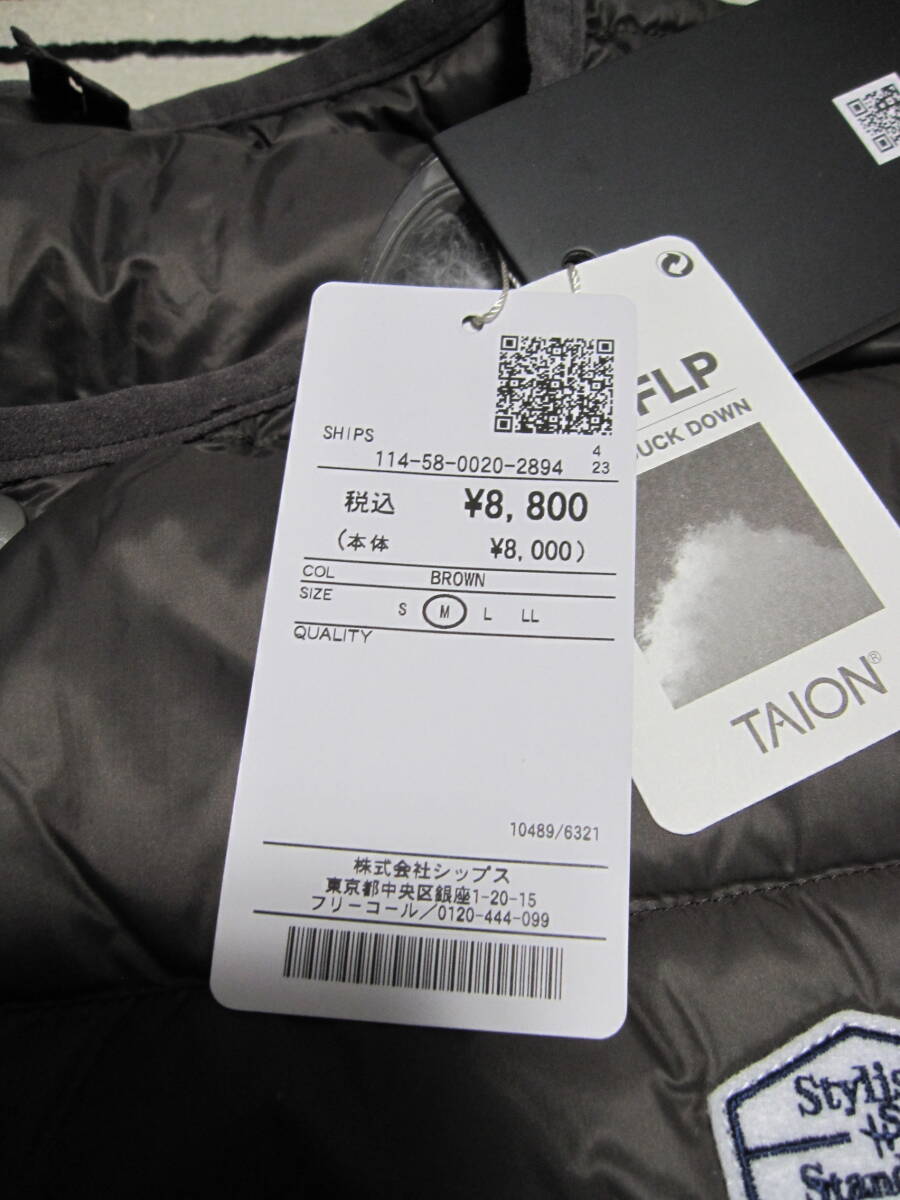 SHIPS
114-58-0020-2894
4
23
税込 ¥8,800
(本体 ¥8,000)
COL BROWN
SIZE
S M L LL
QUALITY
10489/6321
株式会社シップス
東京都中央区銀座1-20-15
フリーコール/0120-444-099
FLP
DUCK DOWN
TAION®